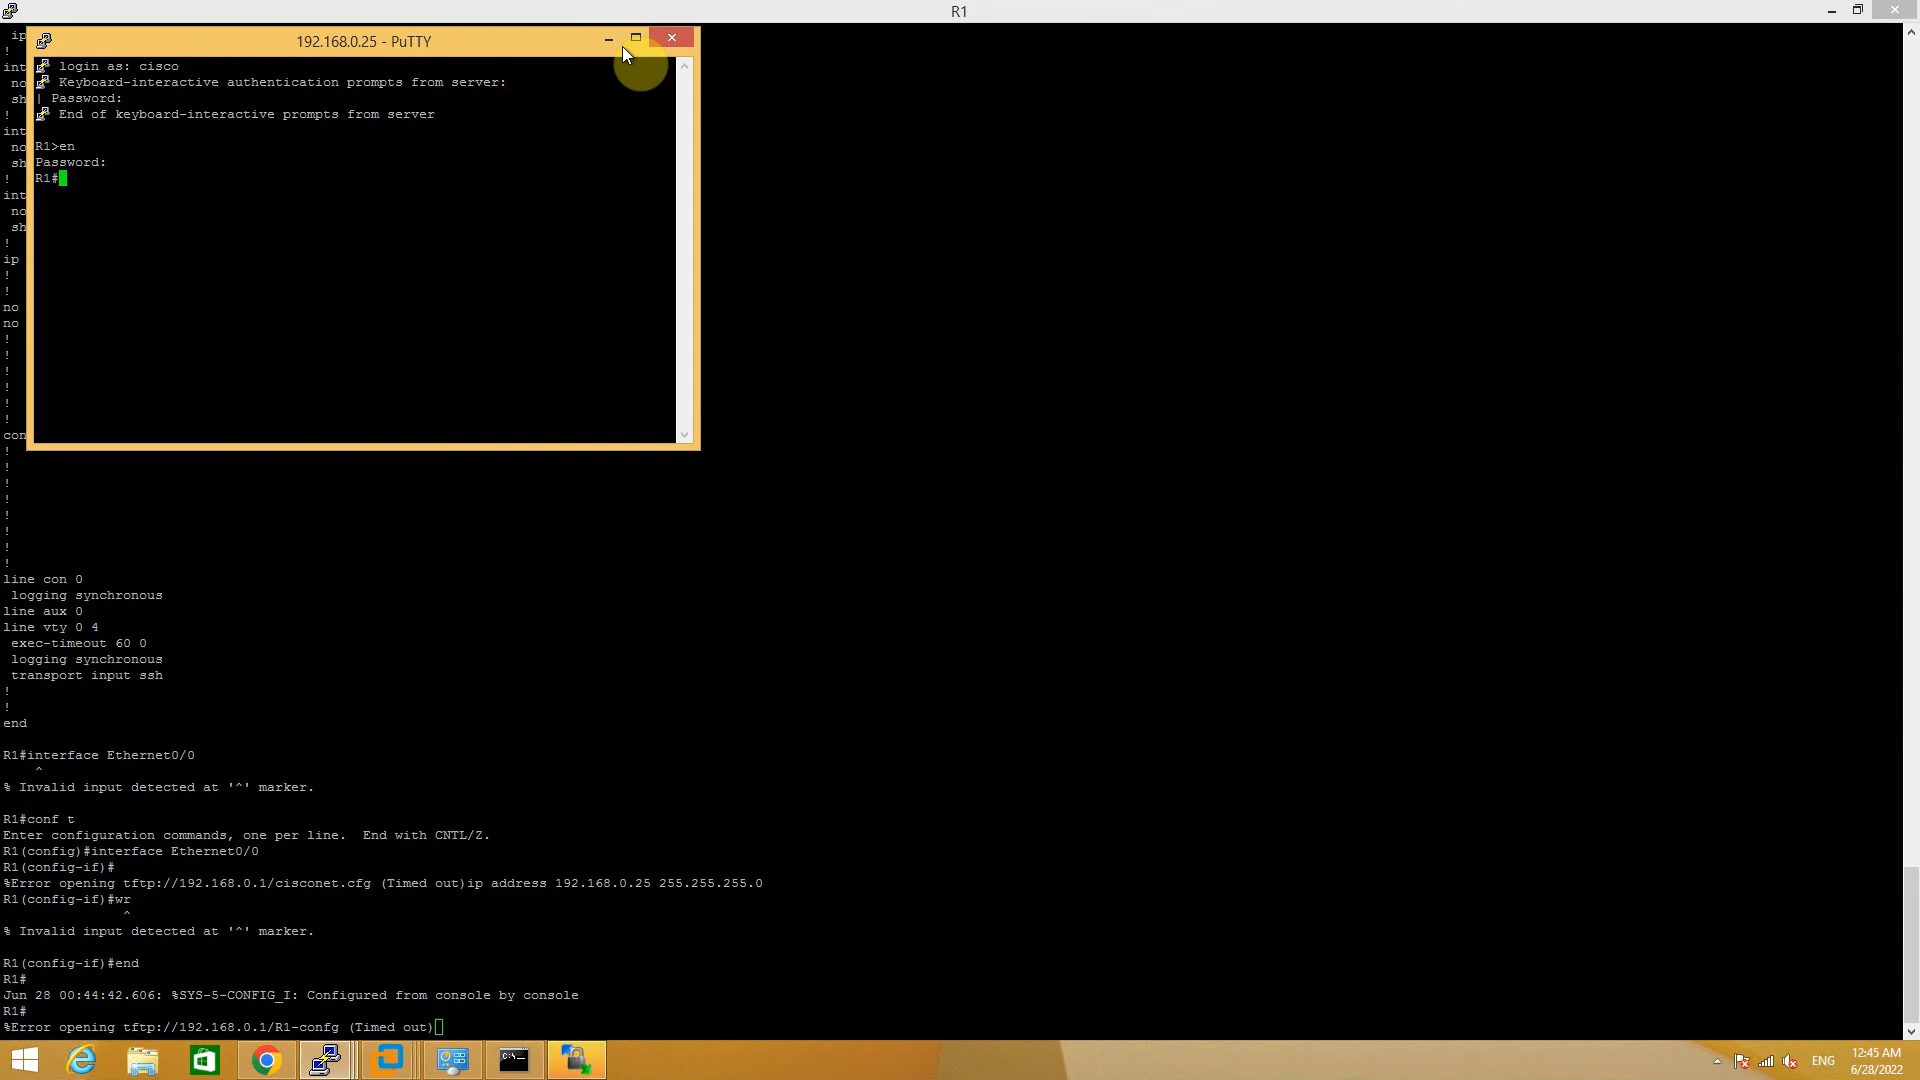 R1
192.168.0.25 - PuTTY
login as: cisco
Keyboard-interactive authentication prompts from server:
| Password:
End of keyboard-interactive prompts from server
R1>en
Password:
R1#
ip
!
int
no
sh
!
int
no
sh
!
int
no
sh
!
ip
!
!
no
no
!
!
!
!
!
!
con
!
!
!
!
!
!
!
!
line con 0
logging synchronous
line aux 0
line vty 0 4
exec-timeout 60 0
logging synchronous
transport input ssh
!
!
end
R1#interface Ethernet0/0
^
% Invalid input detected at '^' marker.
R1#conf t
Enter configuration commands, one per line.  End with CNTL/Z.
R1(config)#interface Ethernet0/0
R1(config-if)#
%Error opening tftp://192.168.0.1/cisconet.cfg (Timed out)ip address 192.168.0.25 255.255.255.0
R1(config-if)#wr
^
% Invalid input detected at '^' marker.
R1(config-if)#end
R1#
Jun 28 00:44:42.606: %SYS-5-CONFIG_I: Configured from console by console
R1#
%Error opening tftp://192.168.0.1/R1-confg (Timed out)
C:\_
ENG
12:45 AM
6/28/2022